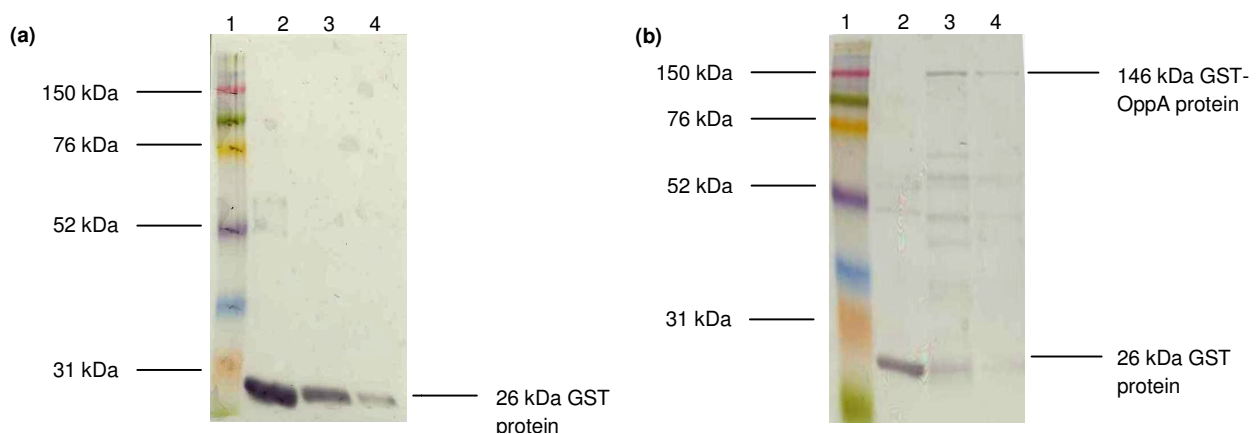 (a)
1 2 3 4
150 kDa
76 kDa
52 kDa
31 kDa
26 kDa GST
protein
(b)
1 2 3 4
150 kDa
76 kDa
52 kDa
31 kDa
146 kDa GST-
OppA protein
26 kDa GST
protein